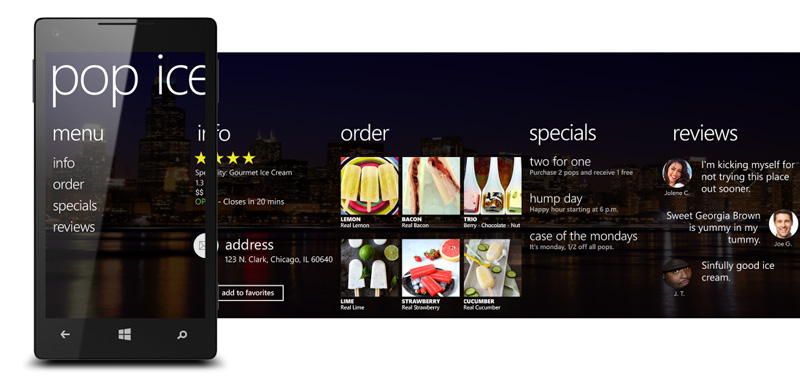 pop ice
menu
info
order
specials
reviews
info
Gourmet Ice Cream
1.3
$$
OP - Closes in 20 mins
address
123 N. Clark, Chicago, IL 60640
add to favorites
order
LEMON
Real Lemon
BACON
Real Bacon
TRIO
Berry · Chocolate · Nut
LIME
Real Lime
STRAWBERRY
Real Strawberry
CUCUMBER
Real Cucumber
specials
two for one
Purchase 2 pops and receive 1 free
hump day
Happy hour starting at 6 p.m.
case of the mondays
It's monday, 1/2 off all pops.
reviews
I'm kicking myself for
not trying this place
out sooner.
Jolene C.
Sweet Georgia Brown
is yummy in my
tummy.
Joe G.
Sinfully good ice
cream.
J. T.